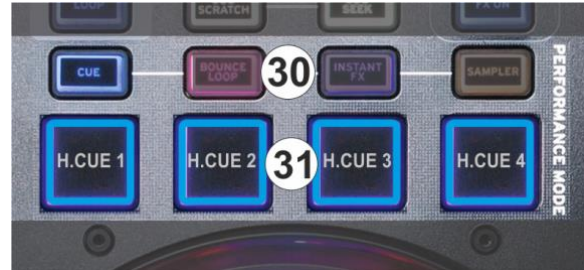 LOOP
SCRATCH
SEEK
FX ON
CUE
BOUNCE
LOOP
30
INSTANT
FX
SAMPLER
H.CUE 1
H.CUE 2
31
H.CUE 3
H.CUE 4
PERFORMANCE MODE